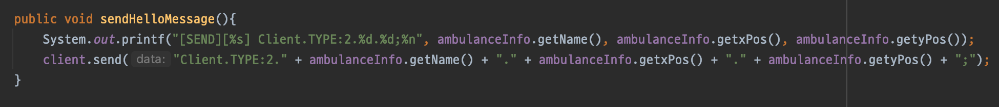 public void sendHelloMessage(){
System.out.printf("[SEND][%s] Client.TYPE:2.%d.%d;%n", ambulanceInfo.getName(), ambulanceInfo.getxPos(), ambulanceInfo.getyPos());
client.send( data: "Client.TYPE:2." + ambulanceInfo.getName() + "." + ambulanceInfo.getxPos() + "." + ambulanceInfo.getyPos() + ";");
}